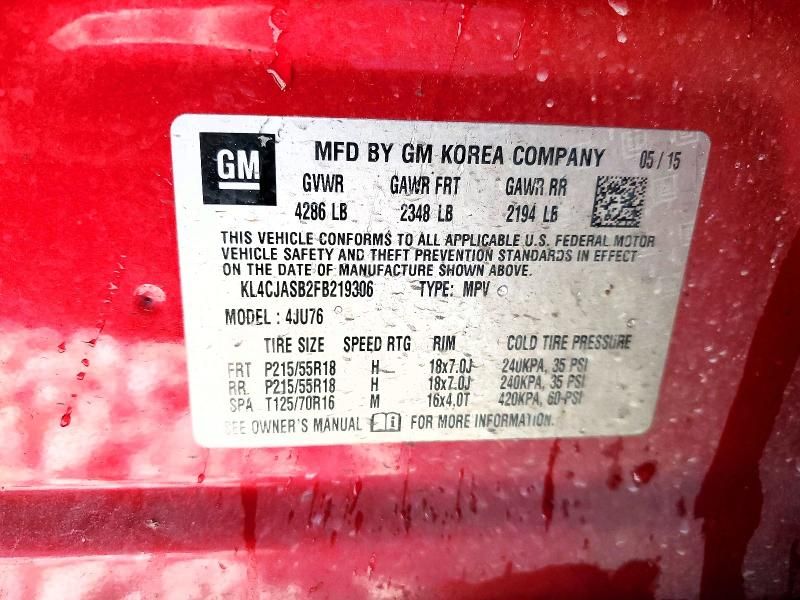 GM MFD BY GM KOREA COMPANY 05 / 15
GVWR GAWR FRT GAWR RR
4286 LB 2348 LB 2194 LB
THIS VEHICLE CONFORMS TO ALL APPLICABLE U.S. FEDERAL MOTOR
VEHICLE SAFETY AND THEFT PREVENTION STANDARDS IN EFFECT
ON THE DATE OF MANUFACTURE SHOWN ABOVE.
KL4CJASB2FB219306 TYPE: MPV
MODEL : 4JU76
TIRE SIZE SPEED RTG RIM COLD TIRE PRESSURE
FRT P215/55R18 H 18x7.0J 240KPA, 35 PSI
RR P215/55R18 H 18x7.0J 240KPA, 35 PSI
SPA T125/70R16 M 16x4.0T 420KPA, 60 PSI
SEE OWNER'S MANUAL FOR MORE INFORMATION.